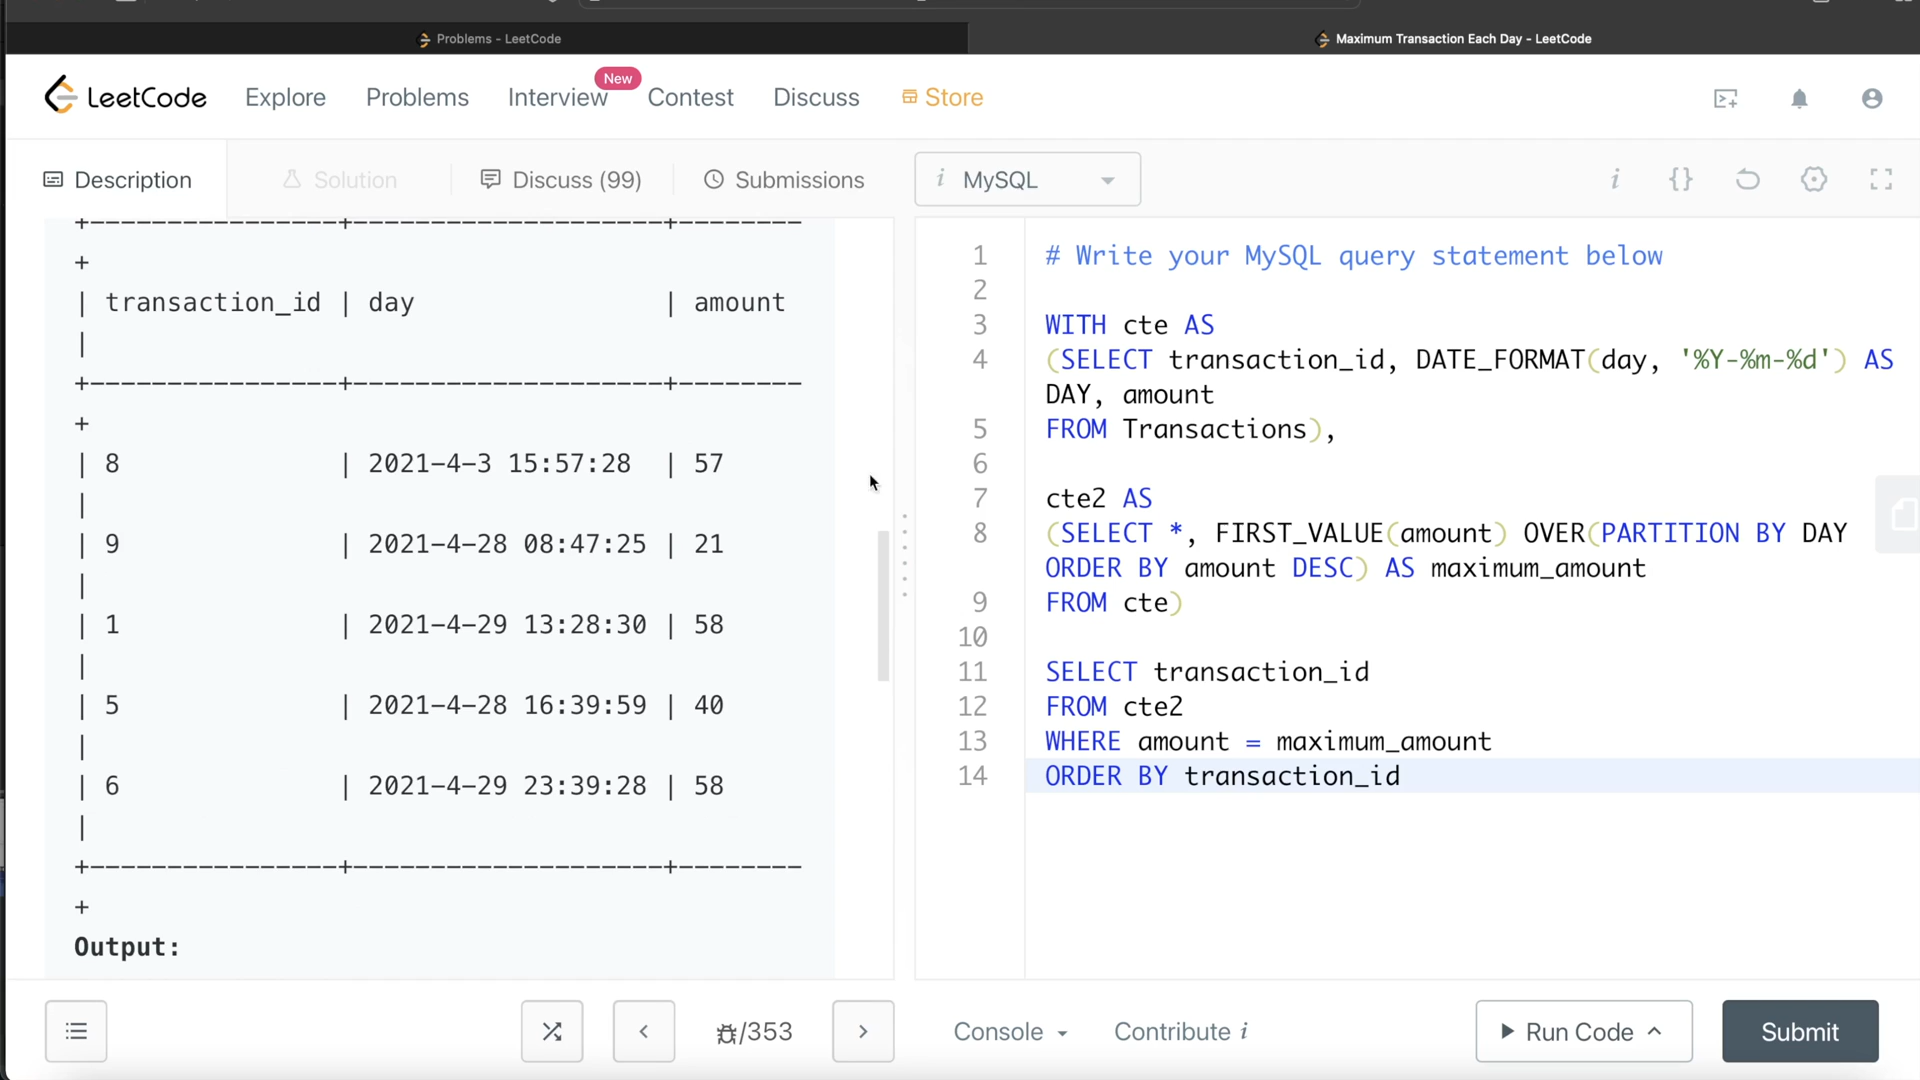 Problems - LeetCode
Maximum Transaction Each Day - LeetCode
LeetCode Explore Problems Interview New Contest Discuss Store
Description Solution Discuss (99) Submissions i MySQL i {}
+----------------+--------------------+--------
+
| transaction_id | day | amount
|
+----------------+--------------------+--------
+
| 8 | 2021-4-3 15:57:28 | 57
|
| 9 | 2021-4-28 08:47:25 | 21
|
| 1 | 2021-4-29 13:28:30 | 58
|
| 5 | 2021-4-28 16:39:59 | 40
|
| 6 | 2021-4-29 23:39:28 | 58
|
+----------------+--------------------+--------
+
Output:
1 # Write your MySQL query statement below
2
3 WITH cte AS
4 (SELECT transaction_id, DATE_FORMAT(day, '%Y-%m-%d') AS
DAY, amount
5 FROM Transactions),
6
7 cte2 AS
8 (SELECT *, FIRST_VALUE(amount) OVER(PARTITION BY DAY
ORDER BY amount DESC) AS maximum_amount
9 FROM cte)
10
11 SELECT transaction_id
12 FROM cte2
13 WHERE amount = maximum_amount
14 ORDER BY transaction_id
/353 Console Contribute i Run Code Submit